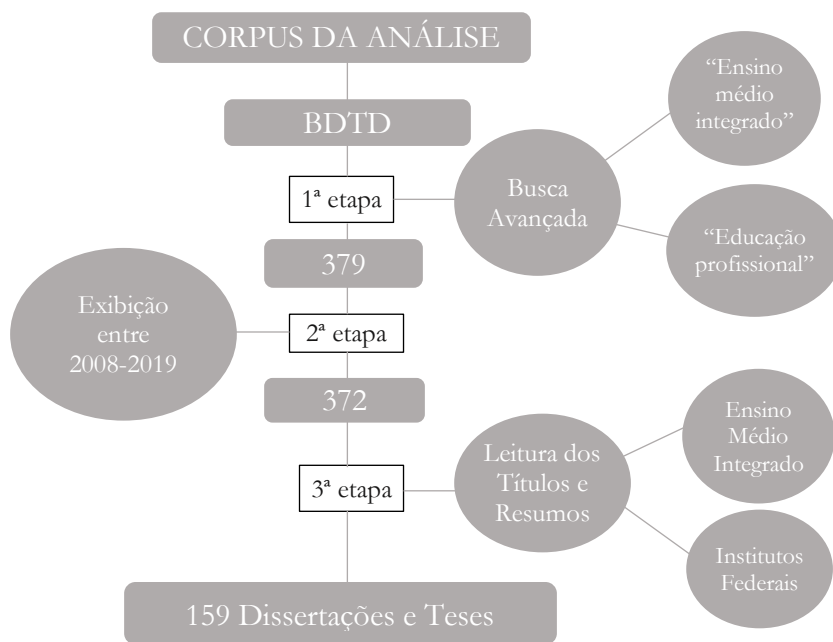 CORPUS DA ANÁLISE
BDTD
1ª etapa
Busca
Avançada
“Ensino
médio
integrado”
“Educação
profissional”
379
Exibição
entre
2008-2019
2ª etapa
372
3ª etapa
Leitura dos
Títulos e
Resumos
Ensino
Médio
Integrado
Institutos
Federais
159 Dissertações e Teses